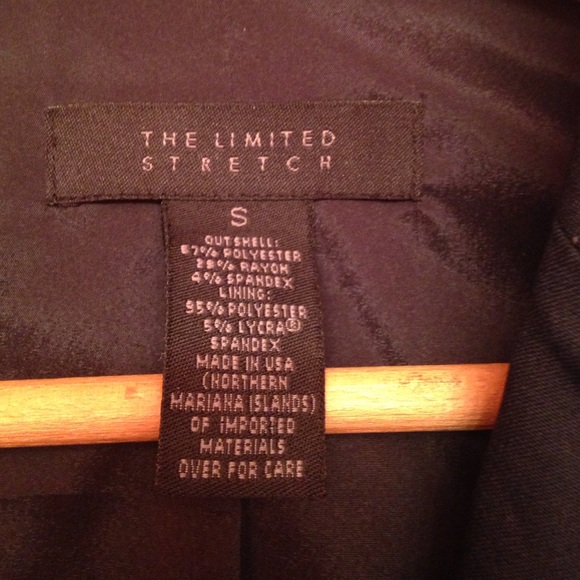 THE LIMITED
STRETCH
S
OUTSHELL:
67% POLYESTER
29% RAYON
4% SPANDEX
LINING:
95% POLYESTER
5% LYCRA®
SPANDEX
MADE IN USA
(NORTHERN
MARIANA ISLANDS)
OF IMPORTED
MATERIALS
OVER FOR CARE